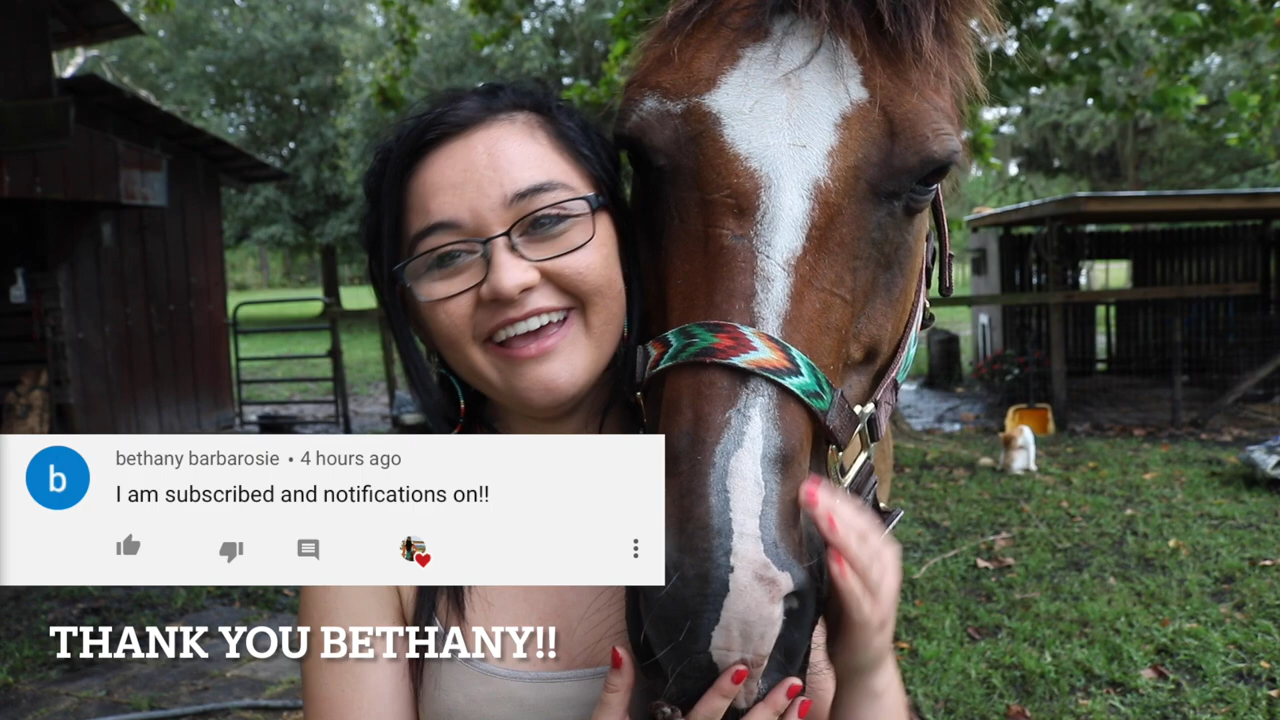 b
bethany barbarosie • 4 hours ago
I am subscribed and notifications on!!
THANK YOU BETHANY!!